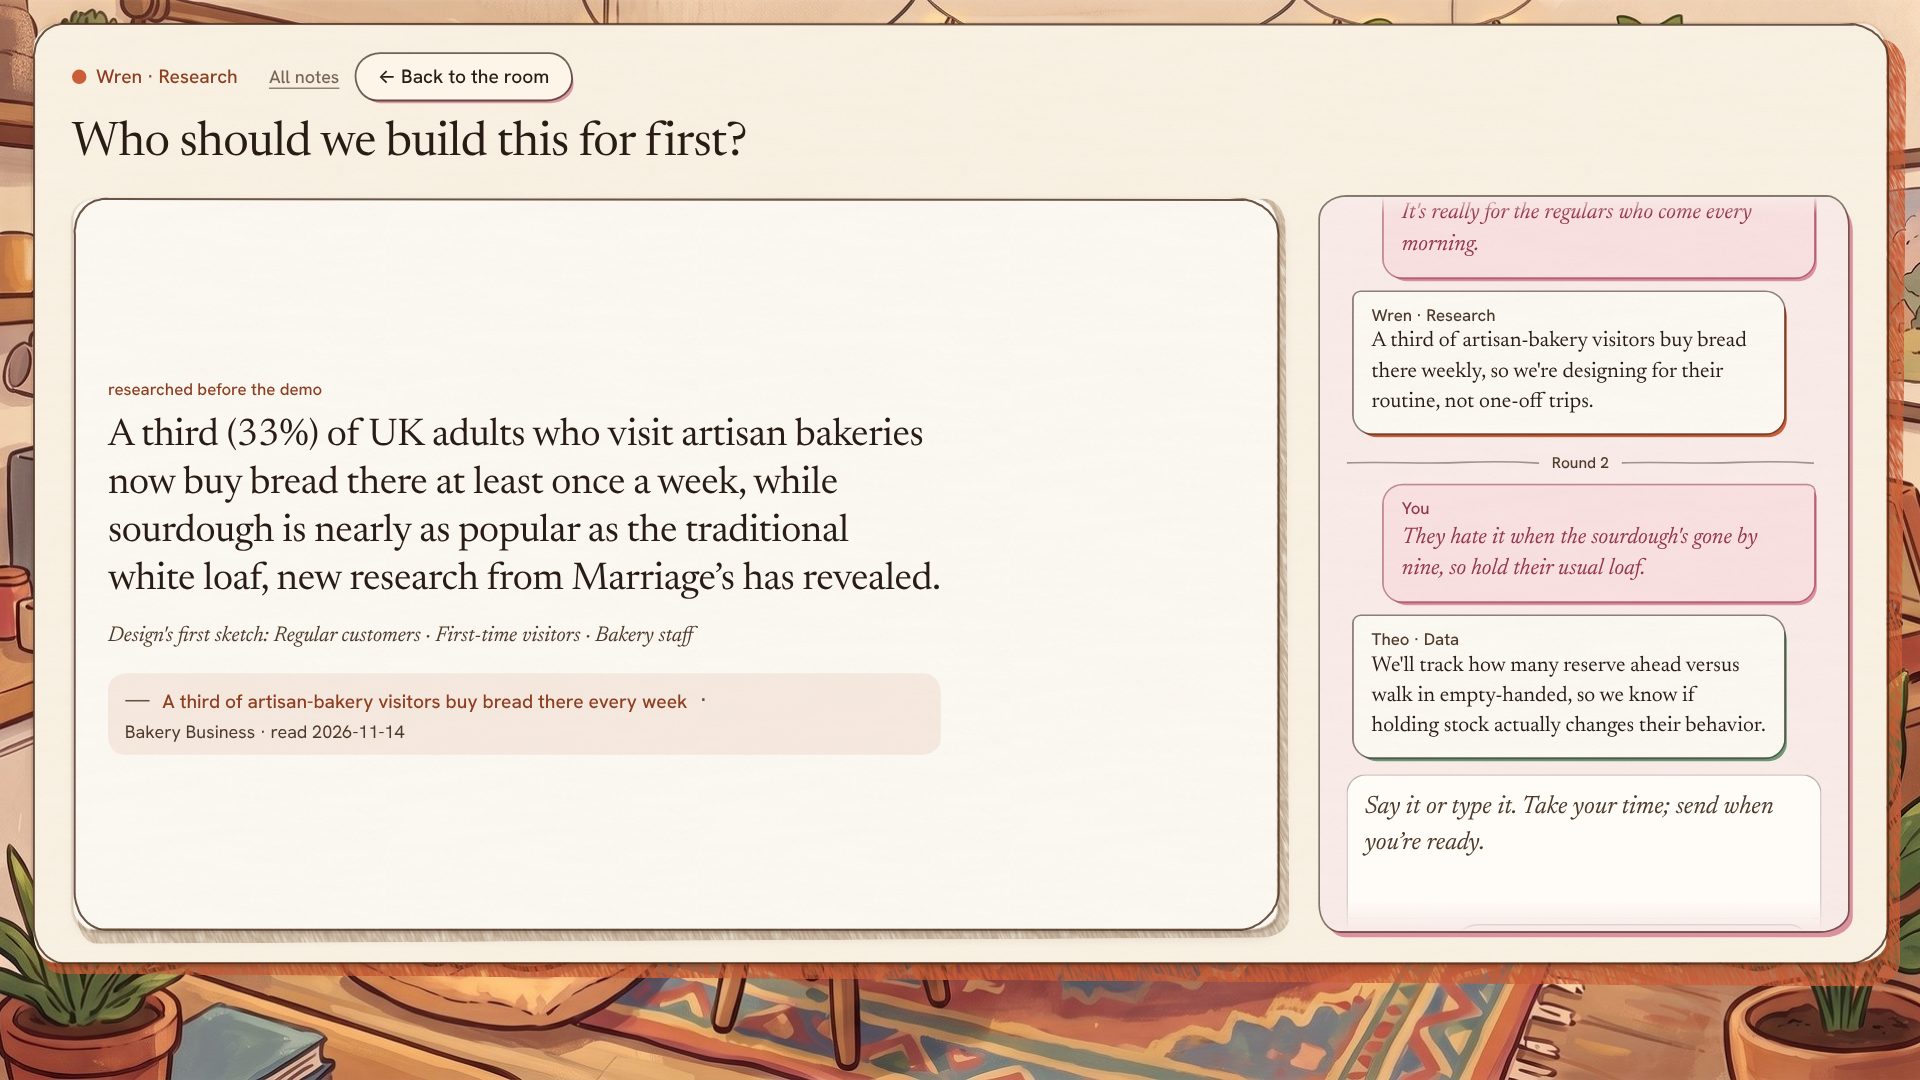 Wren · Research
All notes
← Back to the room
Who should we build this for first?
researched before the demo
A third (33%) of UK adults who visit artisan bakeries
now buy bread there at least once a week, while
sourdough is nearly as popular as the traditional
white loaf, new research from Marriage’s has revealed.
Design's first sketch: Regular customers · First-time visitors · Bakery staff
— A third of artisan-bakery visitors buy bread there every week ·
Bakery Business · read 2026-11-14
It's really for the regulars who come every
morning.
Wren · Research
A third of artisan-bakery visitors buy bread
there weekly, so we're designing for their
routine, not one-off trips.
Round 2
You
They hate it when the sourdough's gone by
nine, so hold their usual loaf.
Theo · Data
We'll track how many reserve ahead versus
walk in empty-handed, so we know if
holding stock actually changes their behavior.
Say it or type it. Take your time; send when
you’re ready.